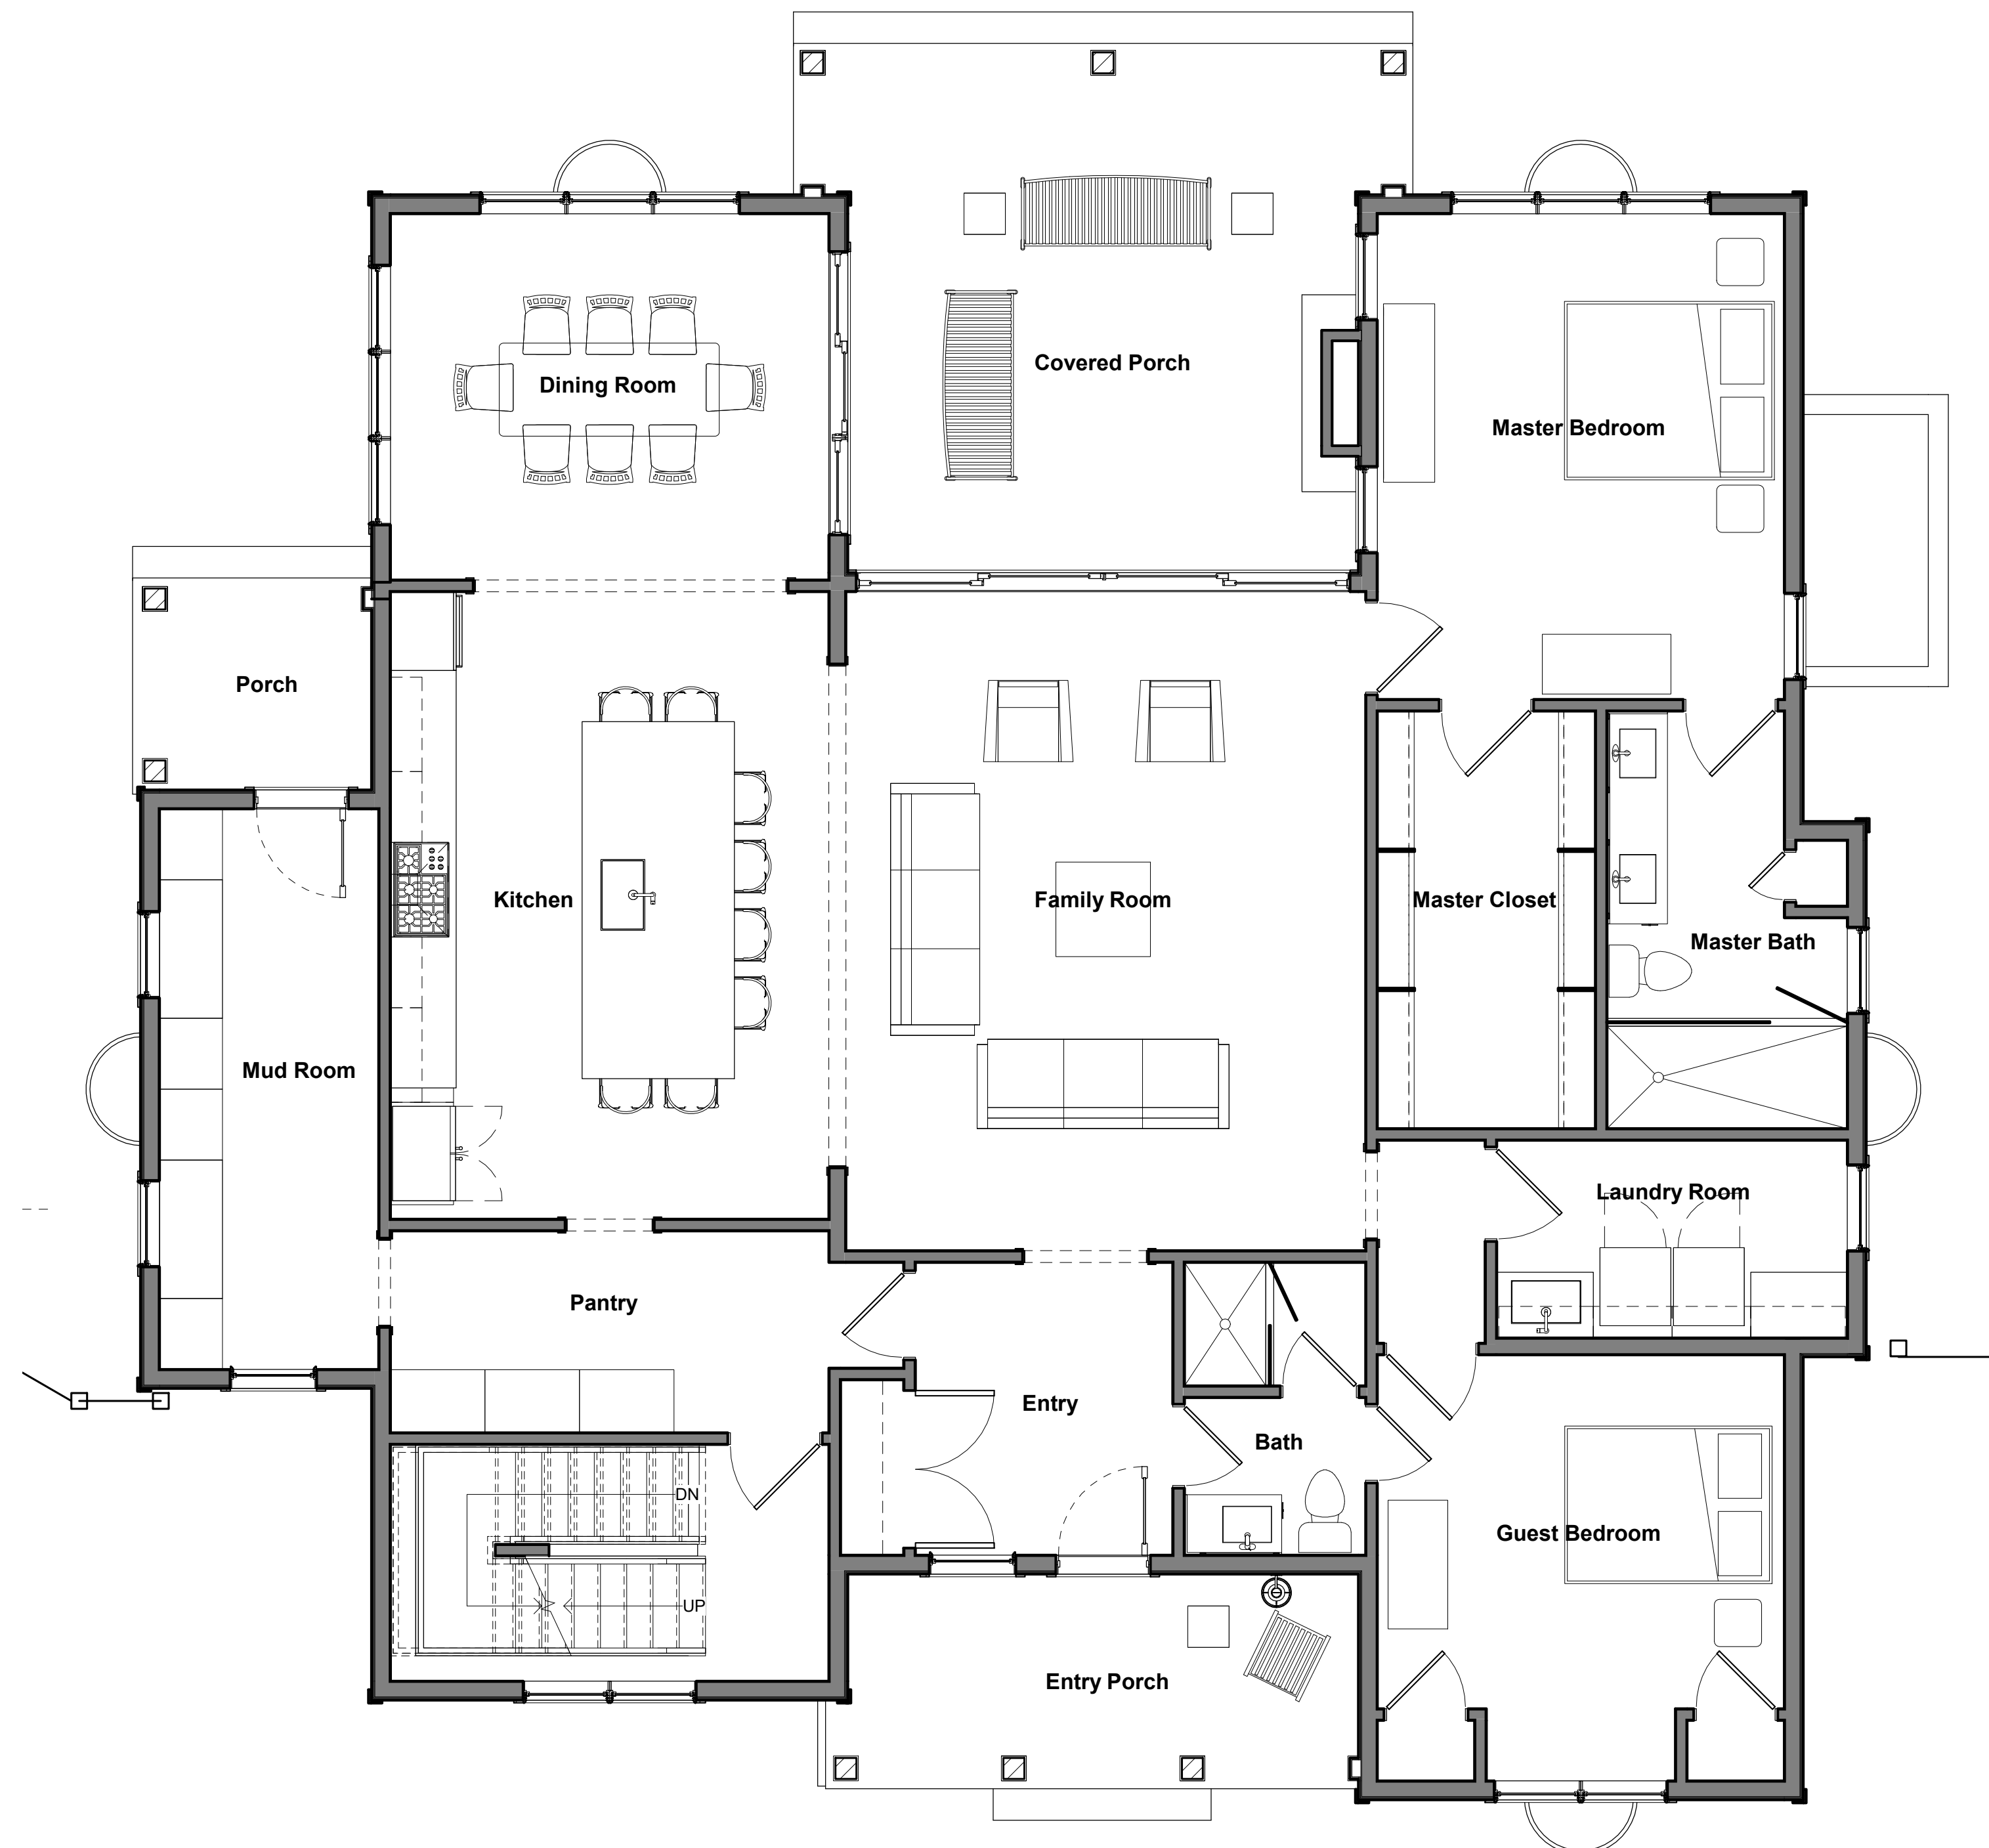 Covered Porch
Dining Room
Master Bedroom
Porch
Kitchen
Family Room
Master Closet
Master Bath
Mud Room
Laundry Room
Pantry
Entry
Bath
DN
Guest Bedroom
UP
Entry Porch